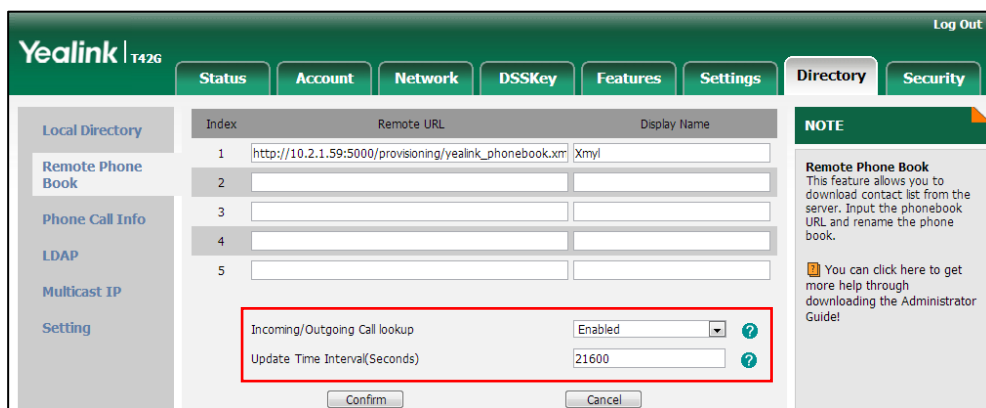 Log Out
Yealink T42G
Status Account Network DSSKey Features Settings Directory Security
Local Directory
Remote Phone
Book
Phone Call Info
LDAP
Multicast IP
Setting
Index Remote URL Display Name
1 http://10.2.1.59:5000/provisioning/yealink_phonebook.xm Xmyl
2
3
4
5
Incoming/Outgoing Call lookup Enabled
Update Time Interval(Seconds) 21600
Confirm Cancel
NOTE
Remote Phone Book
This feature allows you to
download contact list from the
server. Input the phonebook
URL and rename the phone
book.
You can click here to get
more help through
downloading the Administrator
Guide!